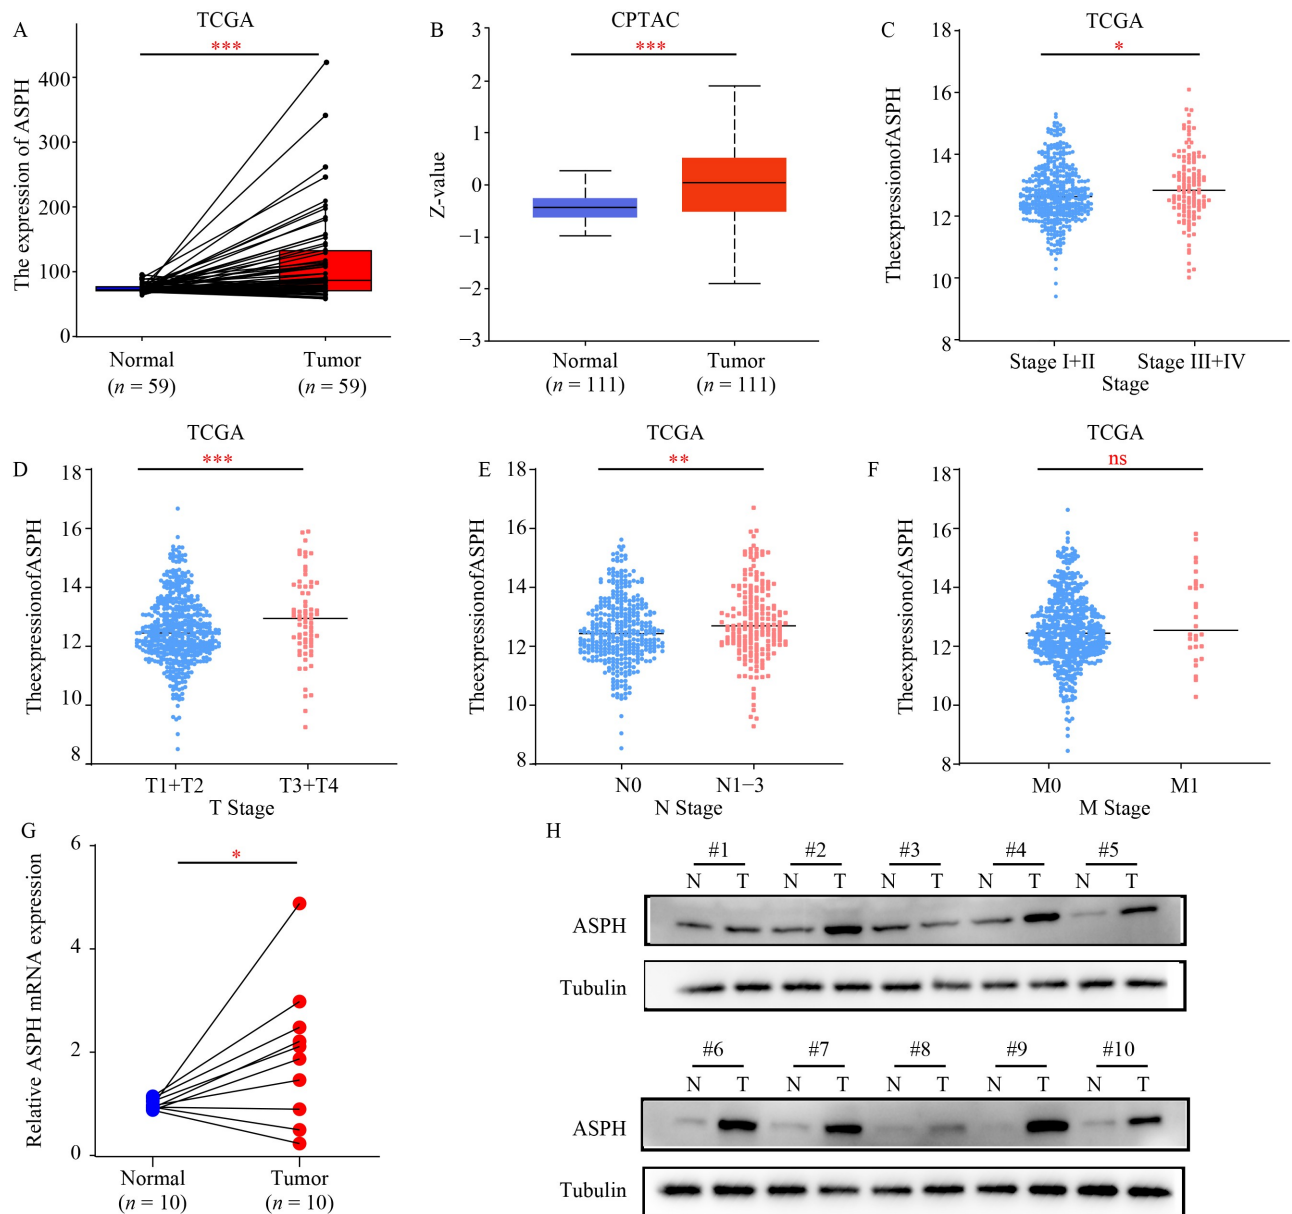 A
TCGA
***
The expression of ASPH
400
300
200
100
0
Normal
Tumor
(n = 59)
(n = 59)
B
CPTAC
***
Z-value
3
2
1
0
−1
−2
−3
Normal
Tumor
(n = 111)
(n = 111)
C
TCGA
*
TheexpressionofASPH
18
16
14
12
10
8
Stage I+II
Stage III+IV
Stage
D
TCGA
***
TheexpressionofASPH
18
16
14
12
10
8
T1+T2
T3+T4
T Stage
E
TCGA
**
TheexpressionofASPH
18
16
14
12
10
8
N0
N1−3
N Stage
F
TCGA
ns
TheexpressionofASPH
18
16
14
12
10
8
M0
M1
M Stage
G
*
Relative ASPH mRNA expression
6
4
2
0
Normal
Tumor
(n = 10)
(n = 10)
H
#1 #2 #3 #4 #5
N T N T N T N T N T
ASPH
Tubulin
#6 #7 #8 #9 #10
N T N T N T N T N T
ASPH
Tubulin